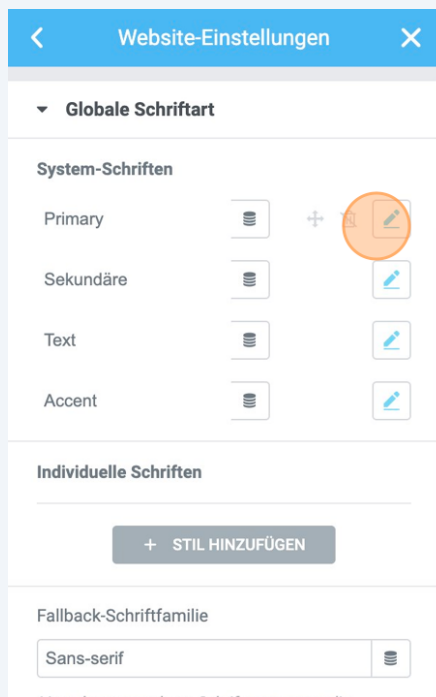 Website-Einstellungen
Globale Schriftart
System-Schriften
Primary
Sekundäre
Text
Accent
Individuelle Schriften
+ STIL HINZUFÜGEN
Fallback-Schriftfamilie
Sans-serif